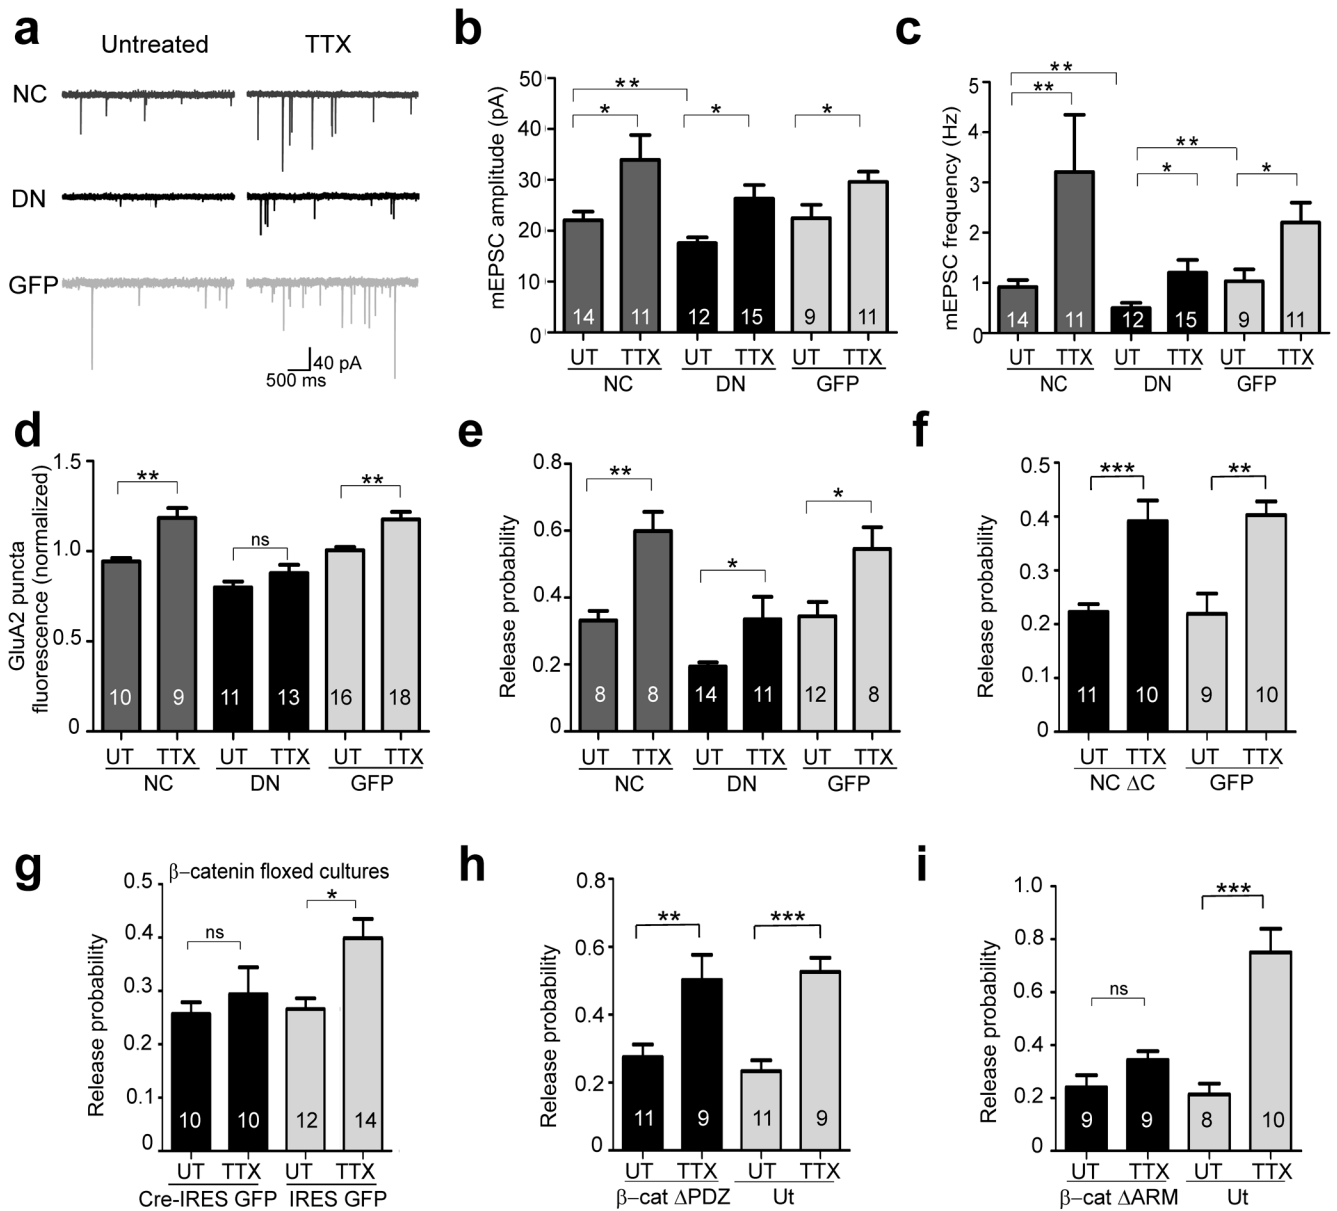 a
Untreated TTX
NC
DN
GFP
40 pA
500 ms
b
mEPSC amplitude (pA)
50
40
30
20
10
0
** * * *
14 11 12 15 9 11
UT TTX UT TTX UT TTX
NC DN GFP
c
mEPSC frequency (Hz)
5
4
3
2
1
0
** ** ** * *
14 11 12 15 9 11
UT TTX UT TTX UT TTX
NC DN GFP
d
GluA2 puncta
fluorescence (normalized)
1.5
1.0
0.5
0
** ns **
10 9 11 13 16 18
UT TTX UT TTX UT TTX
NC DN GFP
e
Release probability
0.8
0.6
0.4
0.2
0
** * *
8 8 14 11 12 8
UT TTX UT TTX UT TTX
NC DN GFP
f
Release probability
0.5
0.4
0.3
0.2
0.1
0
*** **
11 10 9 10
UT TTX UT TTX
NC ΔC GFP
g
β−catenin floxed cultures
Release probability
0.5
0.4
0.3
0.2
0.1
0
ns *
10 10 12 14
UT TTX UT TTX
Cre-IRES GFP IRES GFP
h
Release probability
0.8
0.6
0.4
0.2
0
** ***
11 9 11 9
UT TTX UT TTX
β−cat ΔPDZ Ut
i
Release probability
1.0
0.8
0.6
0.4
0.2
0
ns ***
9 9 8 10
UT TTX UT TTX
β−cat ΔARM Ut